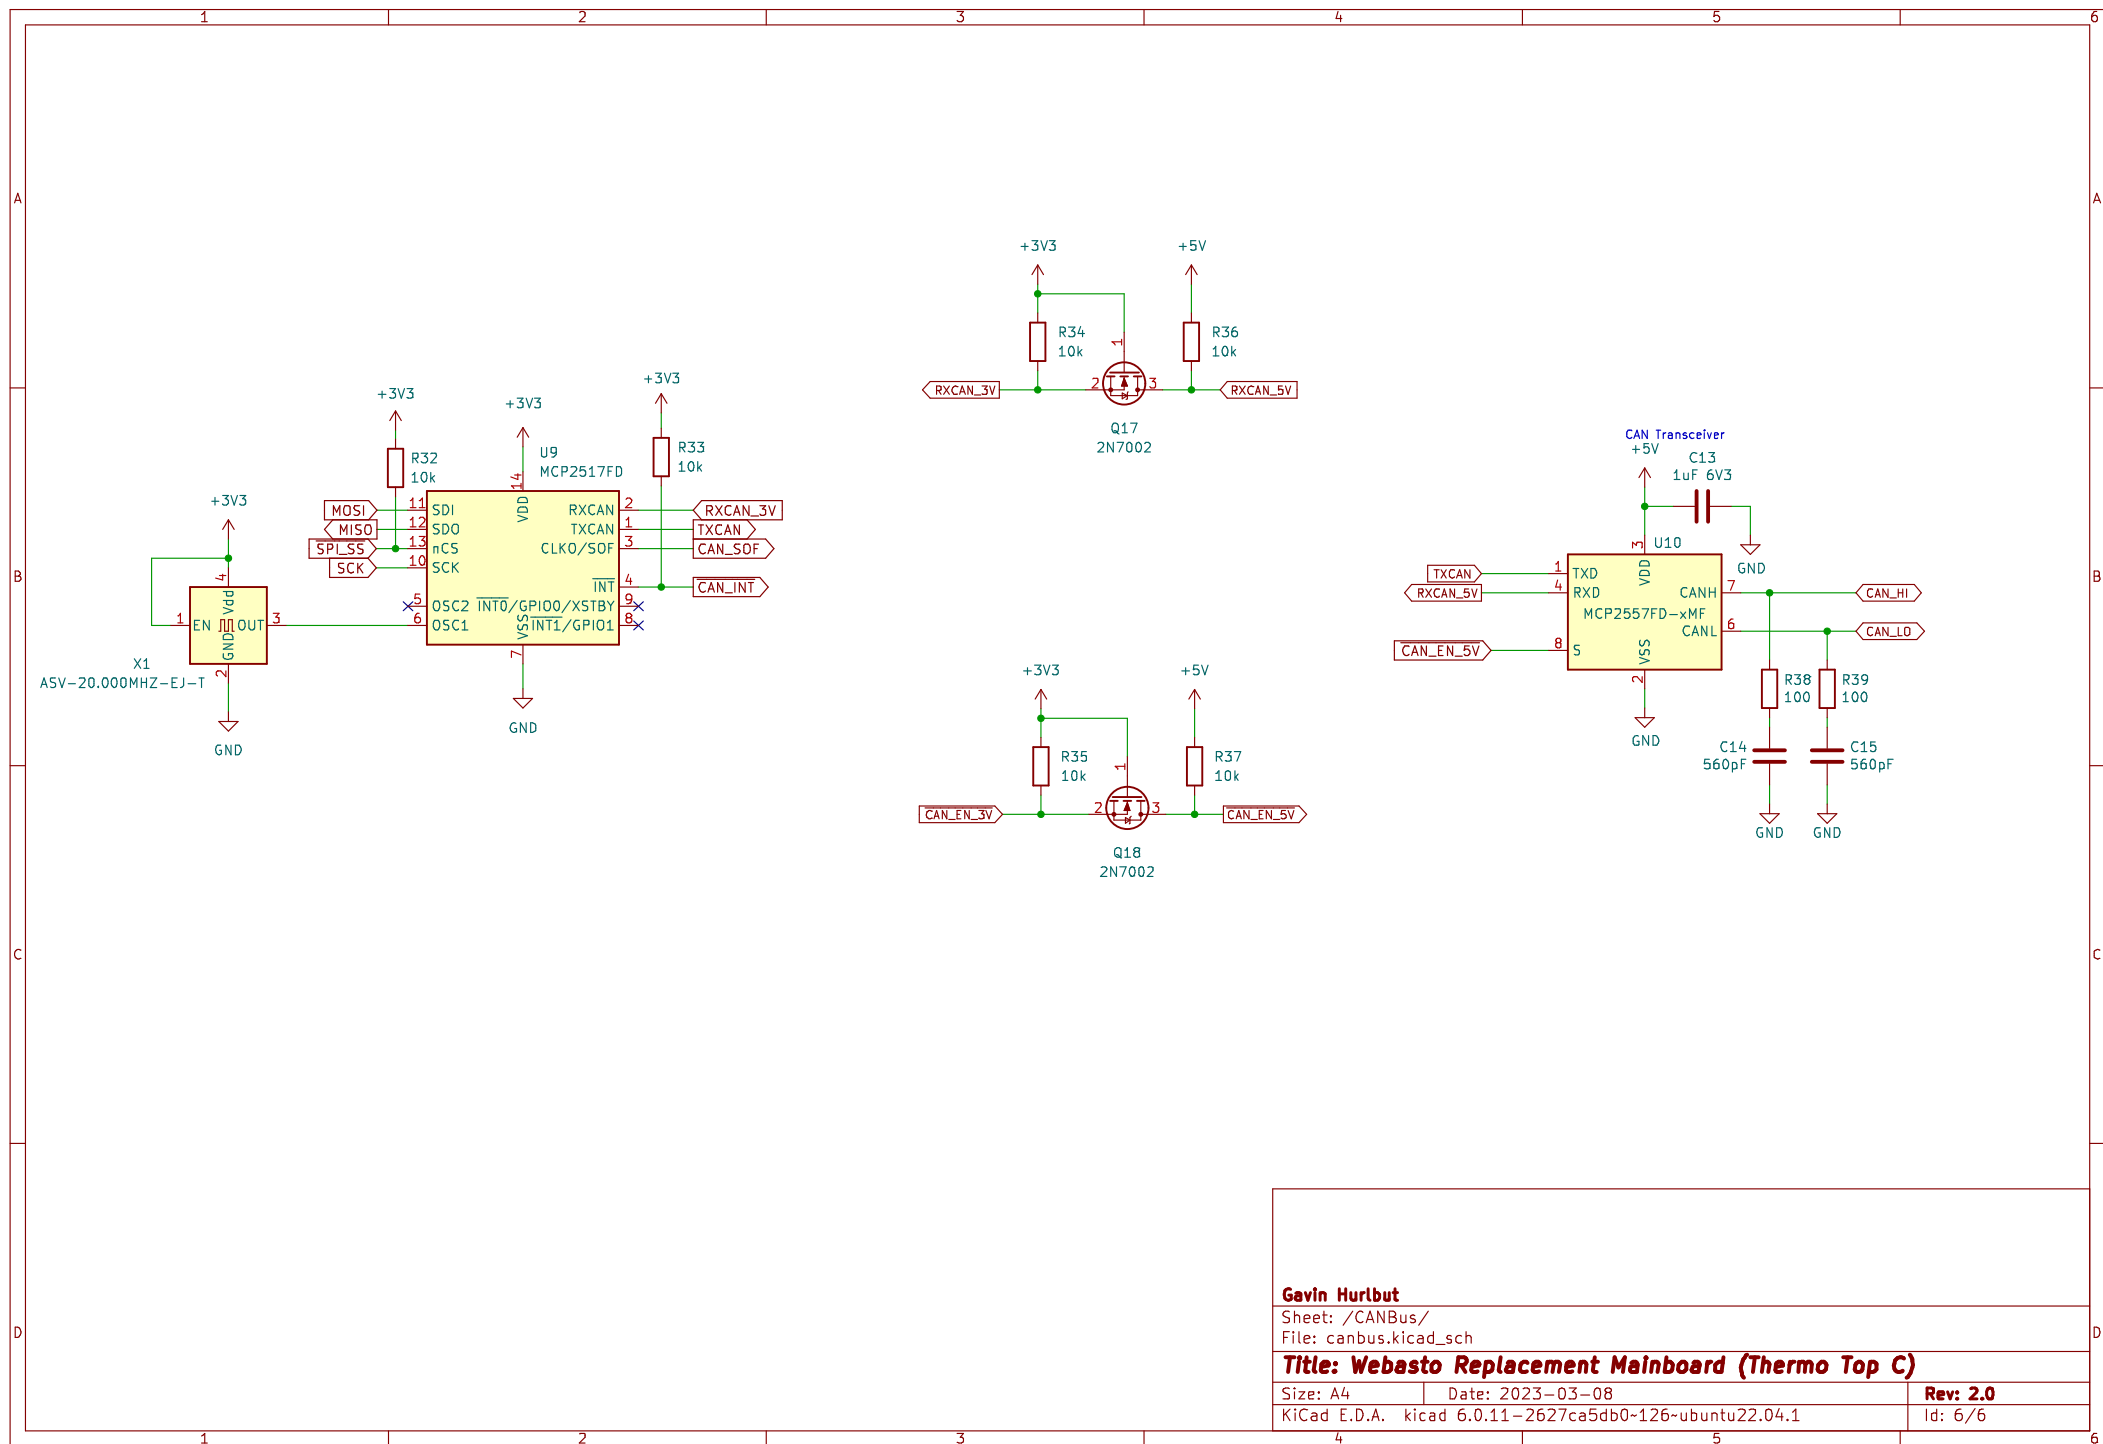 1 2 3 4 5 6
A A
B B
C C
D D
+3V3
X1
ASV-20.000MHZ-EJ-T
1 EN
4 Vdd
OUT 3
2 GND
GND
+3V3
R32
10k
MOSI 11 SDI
MISO 12 SDO
SPI_SS 13 nCS
SCK 10 SCK
5 OSC2
6 OSC1
+3V3
14 VDD
U9
MCP2517FD
RXCAN 2 RXCAN_3V
TXCAN 1 TXCAN
CLKO/SOF 3 CAN_SOF
INT 4 CAN_INT
INT0/GPIO0/XSTBY 9
INT1/GPIO1 8
VSS 7
GND
+3V3
R33
10k
+3V3
R34
10k
RXCAN_3V
1
2
3
Q17
2N7002
+5V
R36
10k
RXCAN_5V
+3V3
R35
10k
CAN_EN_3V
1
2
3
Q18
2N7002
+5V
R37
10k
CAN_EN_5V
CAN Transceiver
+5V
C13
1uF 6V3
GND
U10
MCP2557FD-xMF
3 VDD
TXCAN 1 TXD
RXCAN_5V 4 RXD
CAN_EN_5V 8 S
CANH 7 CAN_HI
CANL 6 CAN_LO
VSS 2
GND
R38
100
R39
100
C14
560pF
C15
560pF
GND
GND
Gavin Hurlbut
Sheet: /CANBus/
File: canbus.kicad_sch
Title: Webasto Replacement Mainboard (Thermo Top C)
Size: A4 Date: 2023-03-08 Rev: 2.0
KiCad E.D.A. kicad 6.0.11-2627ca5db0~126~ubuntu22.04.1 Id: 6/6
1 2 3 4 5 6